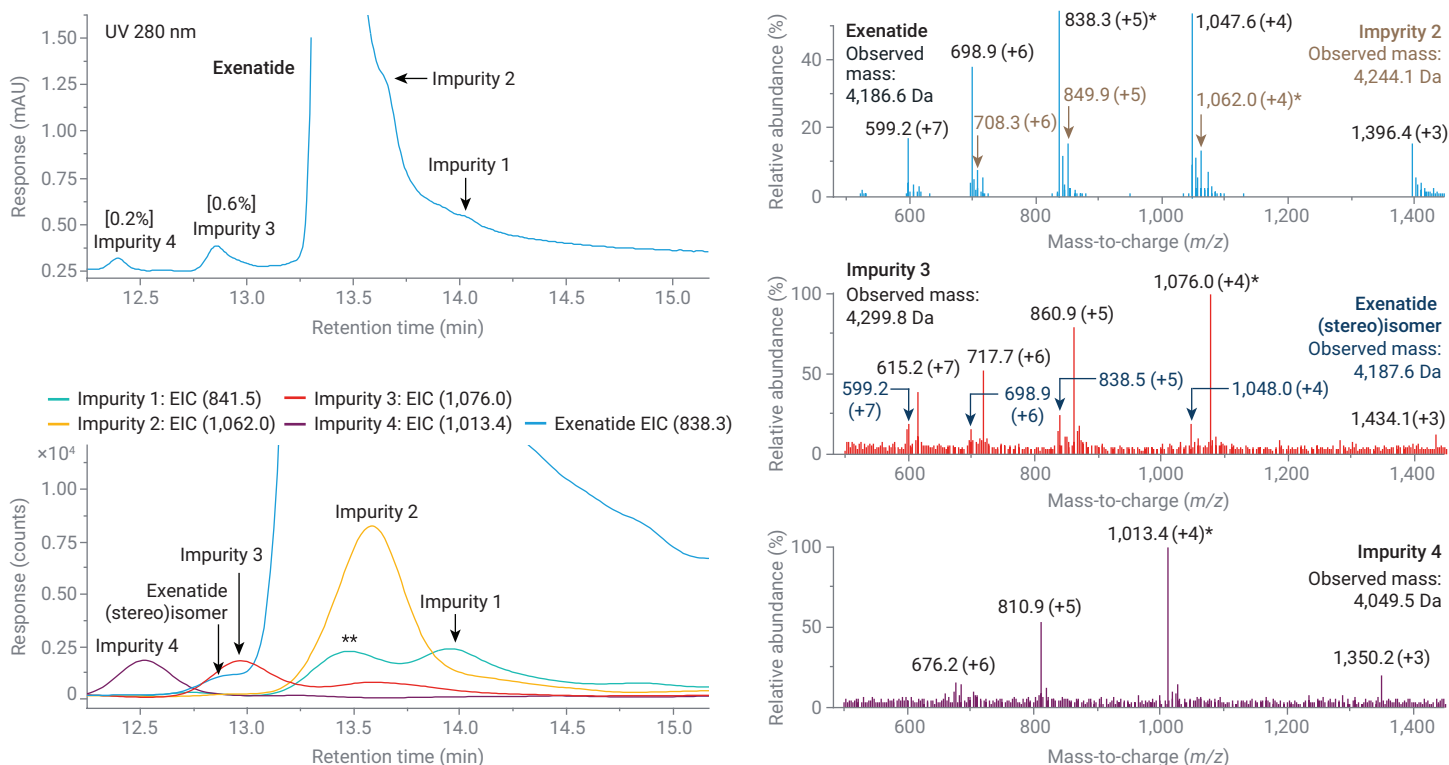 UV 280 nm
Exenatide
Impurity 2
Impurity 1
[0.2%]
Impurity 4
[0.6%]
Impurity 3
Response (mAU)
1.50
1.25
1.00
0.75
0.50
0.25
12.5 13.0 13.5 14.0 14.5 15.0
Retention time (min)
Impurity 1: EIC (841.5)
Impurity 3: EIC (1,076.0)
Impurity 2: EIC (1,062.0)
Impurity 4: EIC (1,013.4)
Exenatide EIC (838.3)
×10⁴
Response (counts)
1.00
0.75
0.50
0.25
0
Impurity 2
Impurity 3
Exenatide
(stereo)isomer
Impurity 1
Impurity 4
**
12.5 13.0 13.5 14.0 14.5 15.0
Retention time (min)
Relative abundance (%)
40
20
0
Exenatide
Observed
mass:
4,186.6 Da
599.2 (+7)
698.9 (+6)
708.3 (+6)
838.3 (+5)*
849.9 (+5)
1,047.6 (+4)
1,062.0 (+4)*
1,396.4 (+3)
Impyrity 2
Observed mass:
4,244.1 Da
600 800 1,000 1,200 1,400
Mass-to-charge (m/z)
Relative abundance (%)
100
50
0
Impurity 3
Observed mass:
4,299.8 Da
615.2 (+7)
717.7 (+6)
860.9 (+5)
1,076.0 (+4)*
1,434.1 (+3)
599.2
(+7)
698.9
(+6)
838.5 (+5)
1,048.0 (+4)
Exenatide
(stereo)isomer
Observed mass:
4,187.6 Da
600 800 1,000 1,200 1,400
Mass-to-charge (m/z)
Relative abundance (%)
100
50
0
676.2 (+6)
810.9 (+5)
1,013.4 (+4)*
1,350.2 (+3)
Impurity 4
Observed mass:
4,049.5 Da
600 800 1,000 1,200 1,400
Mass-to-charge (m/z)